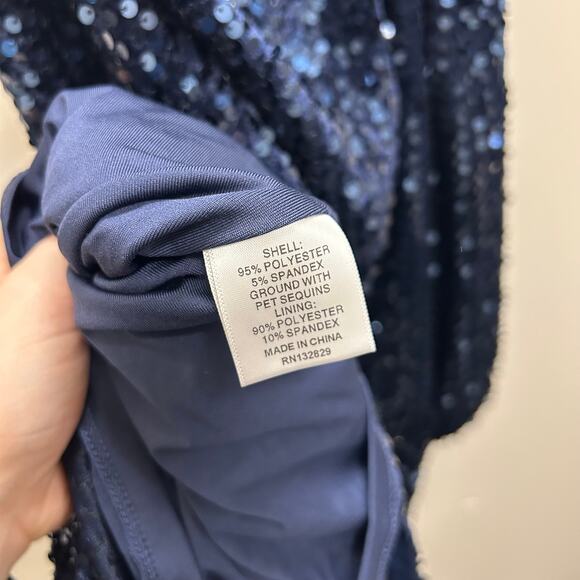 SHELL:
95% POLYESTER
5% SPANDEX
GROUND WITH
PET SEQUINS
LINING:
90% POLYESTER
10% SPANDEX
MADE IN CHINA
RN132829